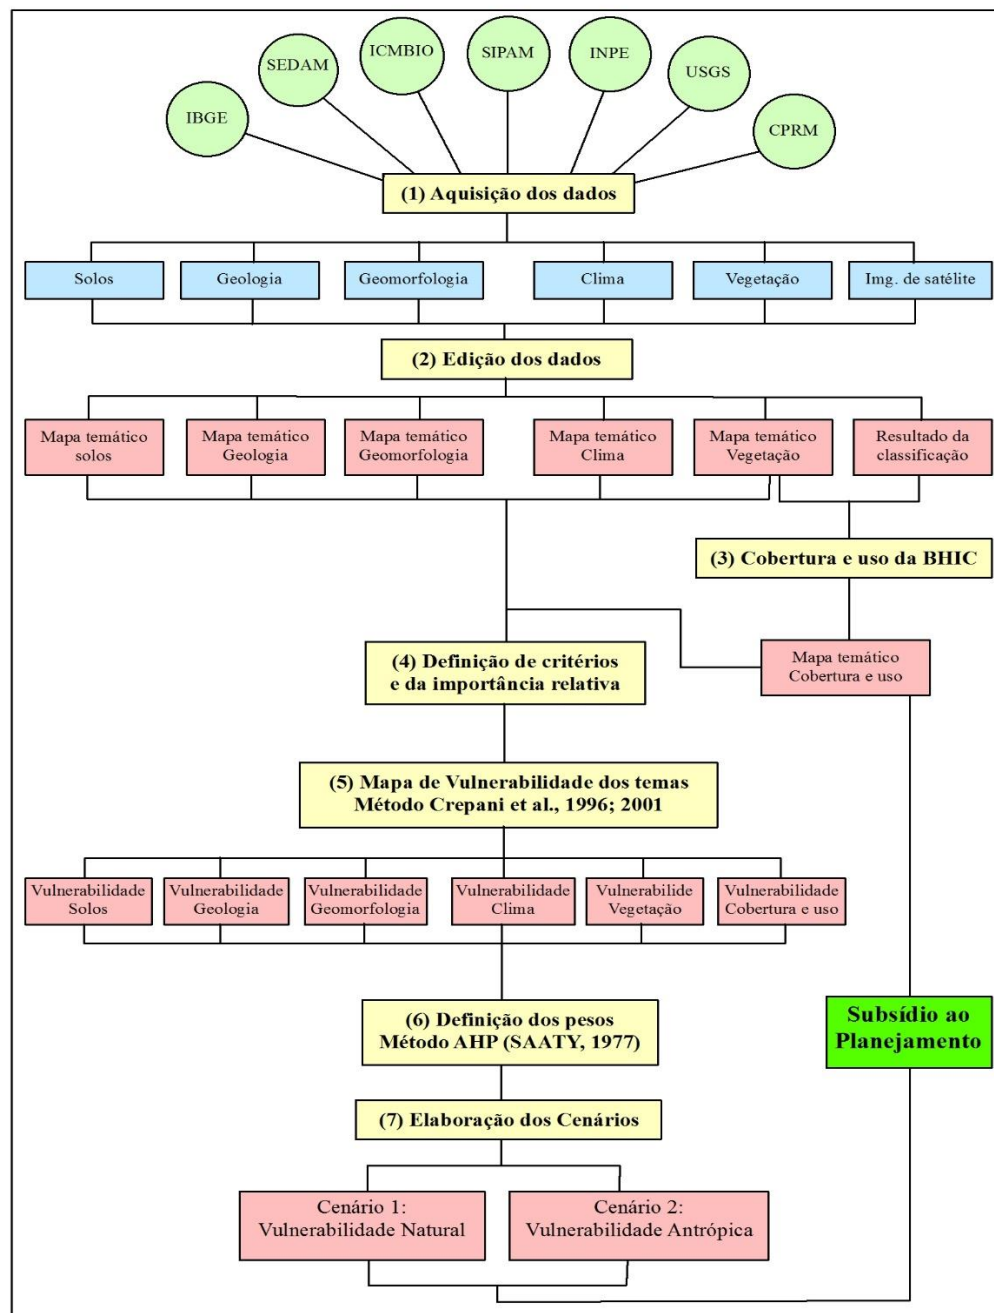 IBGE
SEDAM
ICMBIO
SIPAM
INPE
USGS
CPRM
(1) Aquisição dos dados
Solos
Geologia
Geomorfologia
Clima
Vegetação
Img. de satélite
(2) Edição dos dados
Mapa temático
solos
Mapa temático
Geologia
Mapa temático
Geomorfologia
Mapa temático
Clima
Mapa temático
Vegetação
Resultado da
classificação
(3) Cobertura e uso da BHIC
Mapa temático
Cobertura e uso
(4) Definição de critérios
e da importância relativa
(5) Mapa de Vulnerabilidade dos temas
Método Crepani et al., 1996; 2001
Vulnerabilidade
Solos
Vulnerabilidade
Geologia
Vulnerabilidade
Geomorfologia
Vulnerabilidade
Clima
Vulnerabilide
Vegetação
Vulnerabilidade
Cobertura e uso
(6) Definição dos pesos
Método AHP (SAATY, 1977)
Subsídio ao
Planejamento
(7) Elaboração dos Cenários
Cenário 1:
Vulnerabilidade Natural
Cenário 2:
Vulnerabilidade Antrópica